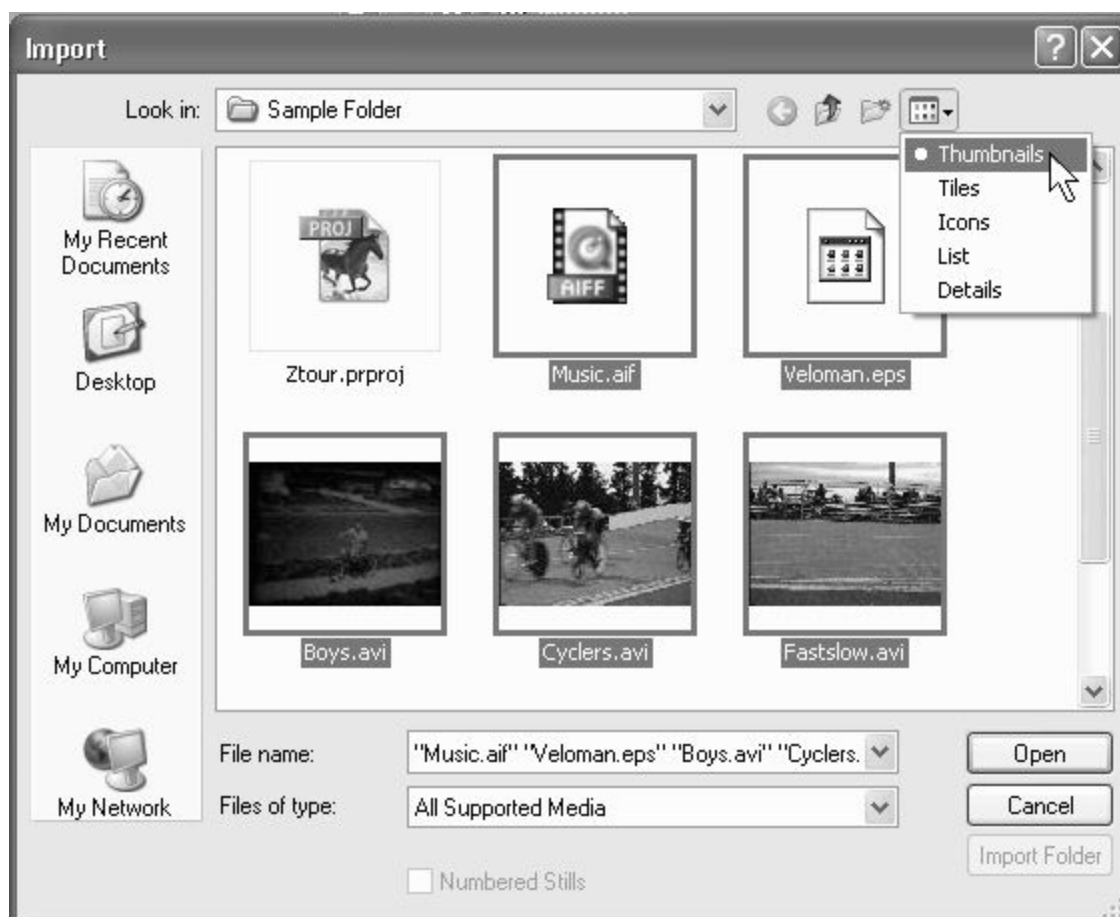 Import
Look in:
Sample Folder
Thumbnails
Tiles
Icons
List
Details
My Recent
Documents
Desktop
My Documents
My Computer
My Network
PROJ
AIFF
Ztour.prproj
Music.aif
Veloman.eps
Boys.avi
Cyclers.avi
Fastslow.avi
File name:
"Music.aif" "Veloman.eps" "Boys.avi" "Cyclers.
Open
Files of type:
All Supported Media
Cancel
Import Folder
Numbered Stills